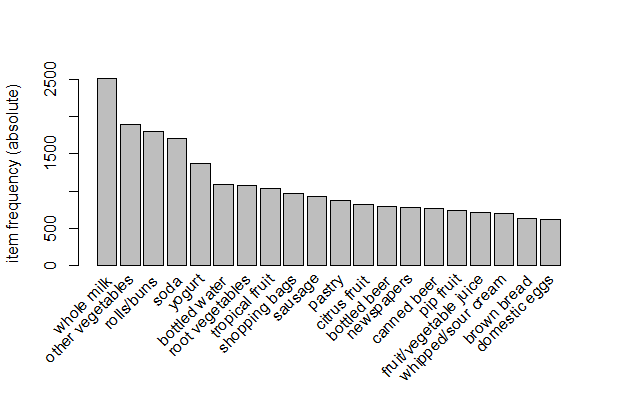 item frequency (absolute)
2500
1500
500
0
whole milk
other vegetables
rolls/buns
soda
yogurt
bottled water
root vegetables
tropical fruit
shopping bags
sausage
pastry
citrus fruit
bottled beer
newspapers
canned beer
pip fruit
fruit/vegetable juice
whipped/sour cream
brown bread
domestic eggs